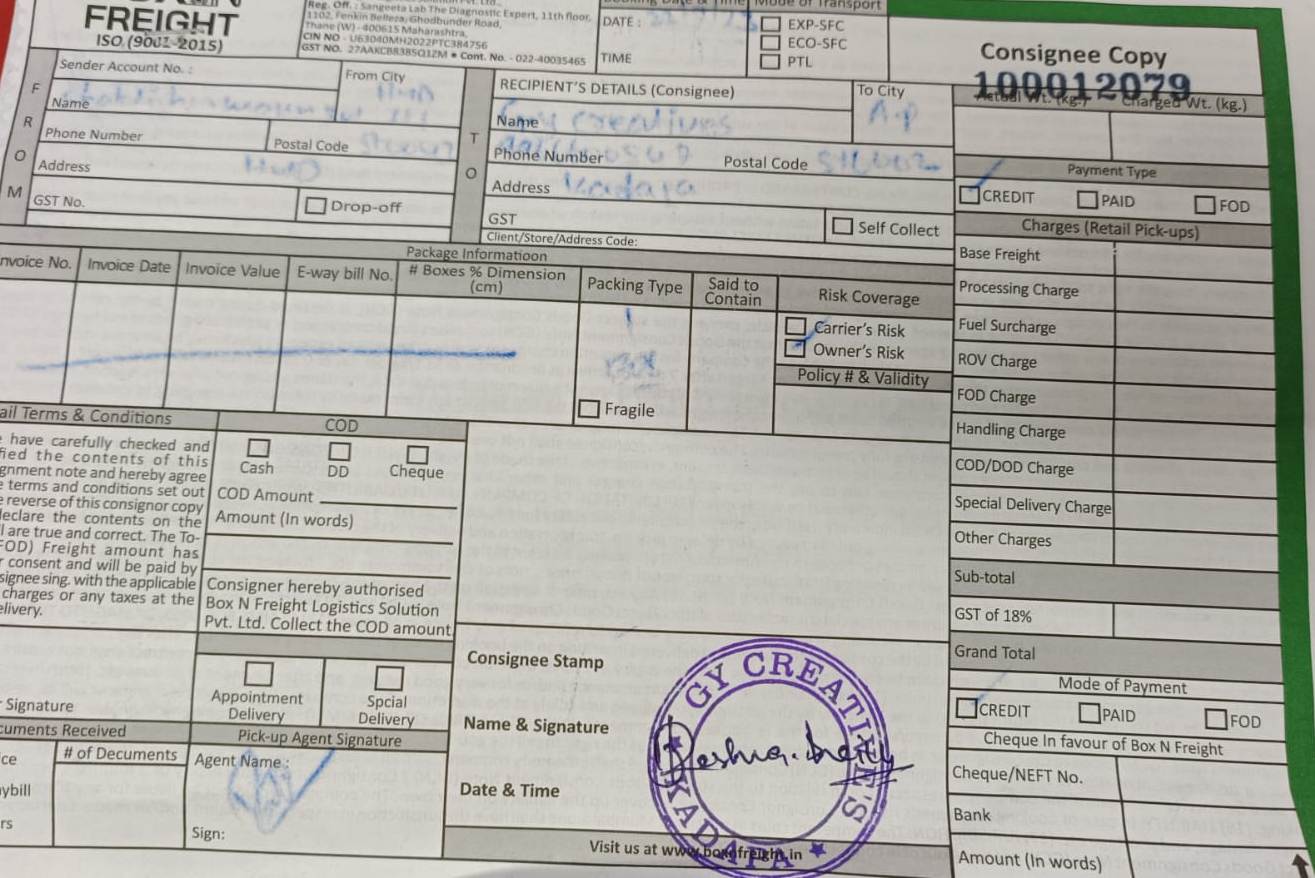 FREIGHT
ISO (9001-2015)
Reg. Off. : Sangeeta Lab The Diagnostic Expert, 11th floor,
1102, Fenkin Belleza, Ghodbunder Road,
Thane (W) - 400615 Maharashtra,
CIN NO - U63040MH2022PTC384756
GST NO. 27AAKCB8385Q1ZM • Cont. No. - 022-40035465
DATE :
TIME
Mode of Transport
EXP-SFC
ECO-SFC
PTL
Consignee Copy
100012079
Actual Wt. (kg.) Charged Wt. (kg.)
FROM
Sender Account No. :
From City
Name
Phone Number
Postal Code
Address
GST No.
Drop-off
TO
RECIPIENT'S DETAILS (Consignee)
To City
A.P
Name Creatives
Phone Number
Postal Code 516002
Address Kadapa
GST
Self Collect
Client/Store/Address Code:
Payment Type
CREDIT PAID FOD
Charges (Retail Pick-ups)
Base Freight
Processing Charge
Fuel Surcharge
ROV Charge
FOD Charge
Handling Charge
COD/DOD Charge
Special Delivery Charge
Other Charges
Sub-total
GST of 18%
Grand Total
Mode of Payment
CREDIT PAID FOD
Cheque In favour of Box N Freight
Cheque/NEFT No.
Bank
Amount (In words)
Package Informatioon
nvoice No. Invoice Date Invoice Value E-way bill No. # Boxes % Dimension (cm) Packing Type Said to Contain Risk Coverage
1
Box
Fragile
Carrier's Risk
Owner's Risk
Policy # & Validity
ail Terms & Conditions
have carefully checked and
fied the contents of this
gnment note and hereby agree
terms and conditions set out
reverse of this consignor copy
declare the contents on the
l are true and correct. The To-
FOD) Freight amount has
r consent and will be paid by
signee sing. with the applicable
charges or any taxes at the
elivery.
COD
Cash DD Cheque
COD Amount
Amount (In words)
Consigner hereby authorised
Box N Freight Logistics Solution
Pvt. Ltd. Collect the COD amount
Appointment Delivery
Spcial Delivery
Signature
cuments Received
# of Decuments
ice
ybill
rs
Pick-up Agent Signature
Agent Name :
Sign:
Consignee Stamp
Name & Signature
Date & Time
GY CREATIVE'S
KADAPA
Visit us at www.boxnfreight.in